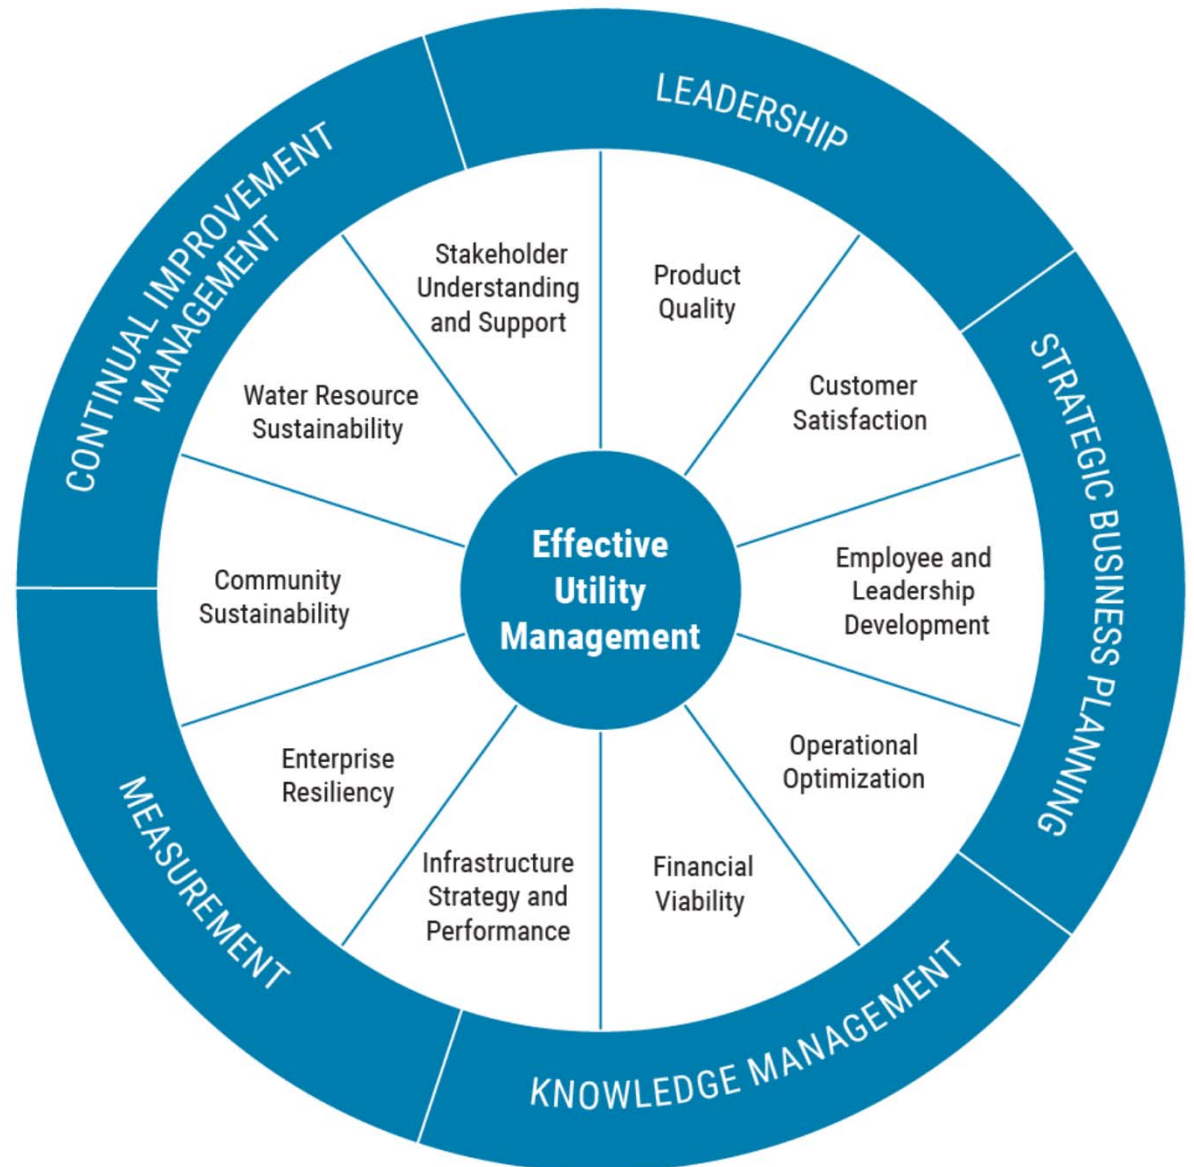 LEADERSHIP
STRATEGIC BUSINESS PLANNING
KNOWLEDGE MANAGEMENT
MEASUREMENT
CONTINUAL IMPROVEMENT
MANAGEMENT
Product
Quality
Customer
Satisfaction
Employee and
Leadership
Development
Operational
Optimization
Financial
Viability
Infrastructure
Strategy and
Performance
Enterprise
Resiliency
Community
Sustainability
Water Resource
Sustainability
Stakeholder
Understanding
and Support
Effective
Utility
Management